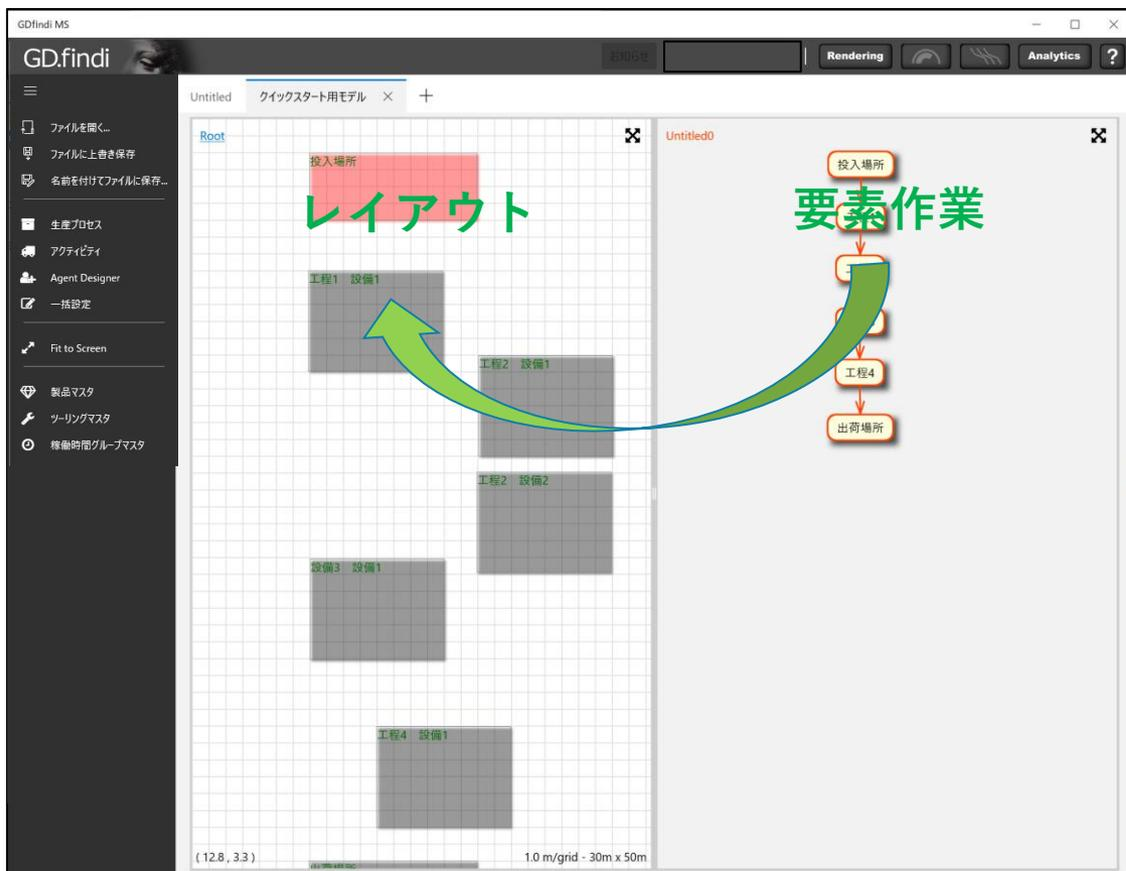 GDfindi MS
GD.findi
お知らせ
Rendering
Analytics
?
Untitled
クイックスタート用モデル
ファイルを開く...
ファイルに上書き保存
名前を付けてファイルに保存...
生産プロセス
アクティビティ
Agent Designer
一括設定
Fit to Screen
製品マスタ
ツーリングマスタ
稼働時間グループマスタ
Root
投入場所
レイアウト
工程1 設備1
工程2 設備1
工程2 設備2
設備3 設備1
工程4 設備1
( 12.8 , 3.3 )
1.0 m/grid - 30m x 50m
Untitled0
投入場所
要素作業
工程4
出荷場所